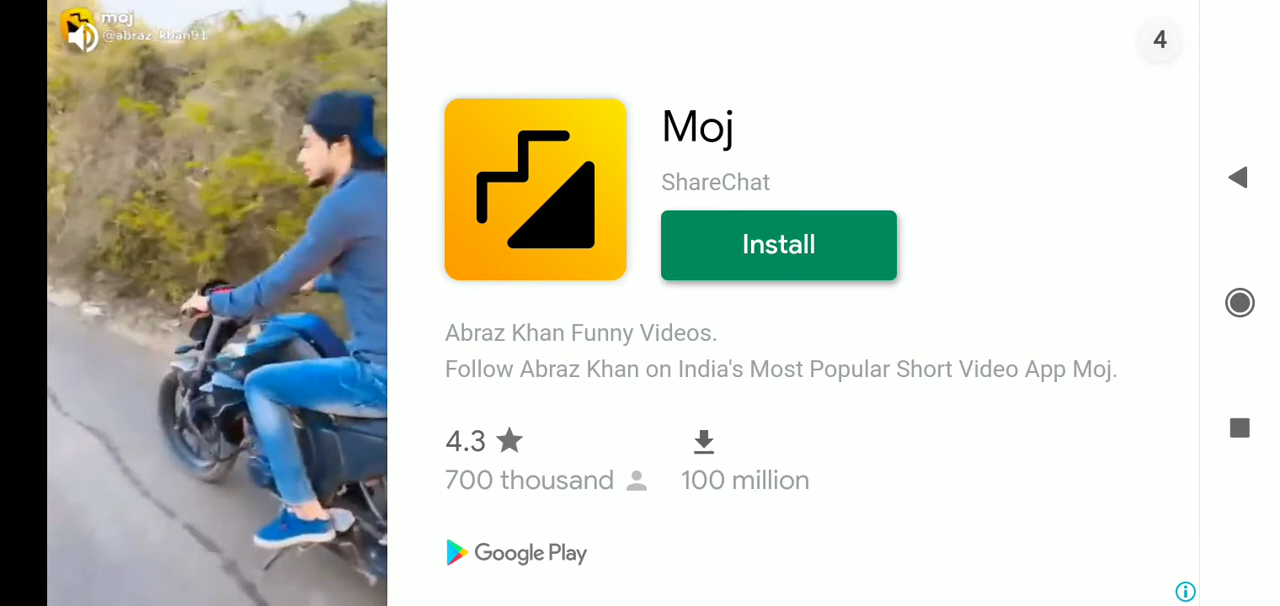 moj
@abraz_khan91
4
Moj
ShareChat
Install
Abraz Khan Funny Videos.
Follow Abraz Khan on India's Most Popular Short Video App Moj.
4.3
700 thousand
100 million
Google Play